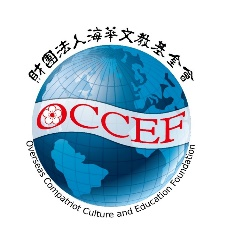 財團法人海華文教基金會
OCCEF
Overseas Compatriot Culture and Education Foundation